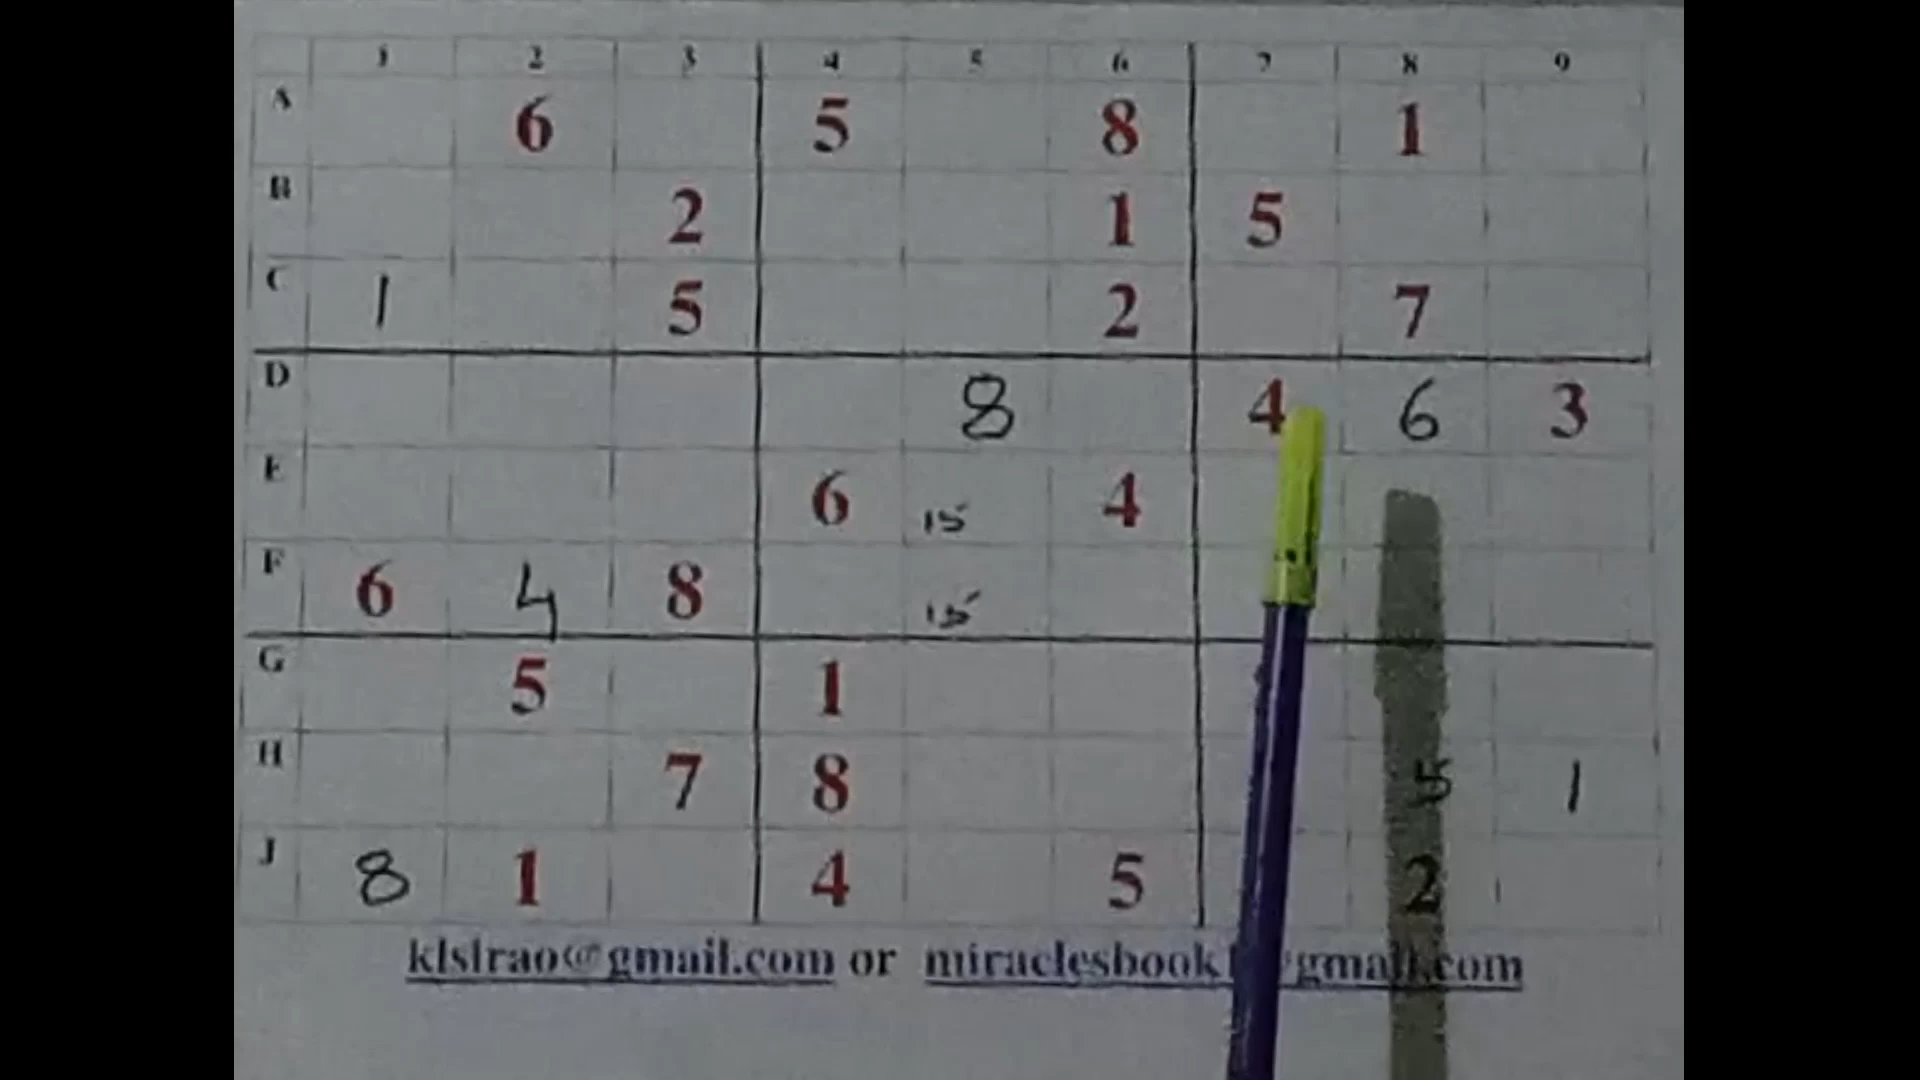 1 2 3 4 5 6 7 8 9
A 6 5 8 1
B 2 1 5
C 1 5 2 7
D 8 4 6 3
E 6 15 4
F 6 4 8 15
G 5 1
H 7 8 5 1
J 8 1 4 5 2
klslrao@gmail.com or